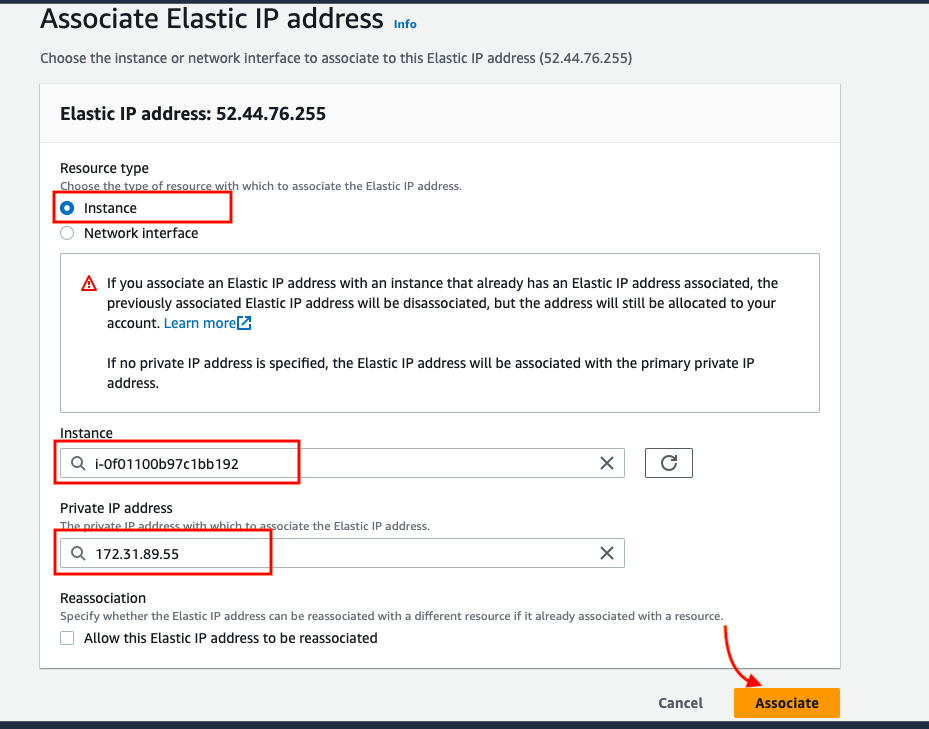 Associate Elastic IP address Info
Choose the instance or network interface to associate to this Elastic IP address (52.44.76.255)
Elastic IP address: 52.44.76.255
Resource type
Choose the type of resource with which to associate the Elastic IP address.
Instance
Network interface
If you associate an Elastic IP address with an instance that already has an Elastic IP address associated, the
previously associated Elastic IP address will be disassociated, but the address will still be allocated to your
account. Learn more
If no private IP address is specified, the Elastic IP address will be associated with the primary private IP
address.
Instance
i-0f01100b97c1bb192
Private IP address
The private IP address with which to associate the Elastic IP address.
172.31.89.55
Reassociation
Specify whether the Elastic IP address can be reassociated with a different resource if it already associated with a resource.
Allow this Elastic IP address to be reassociated
Cancel Associate